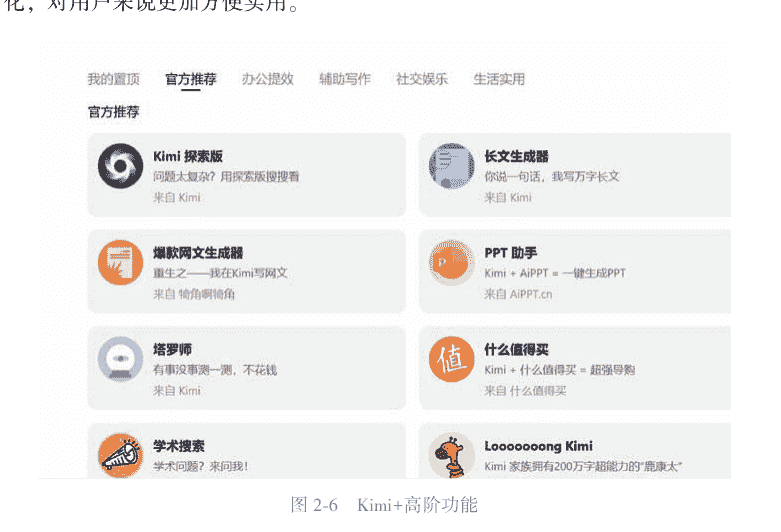 化，对用户来说更加方便实用。
我的置顶 官方推荐 办公提效 辅助写作 社交娱乐 生活实用
官方推荐
Kimi 探索版
问题太复杂？用探索版搜搜看
来自 Kimi
长文生成器
你说一句话，我写万字长文
来自 Kimi
爆款网文生成器
重生之——我在Kimi写网文
来自 犄角啊犄角
PPT 助手
Kimi + AiPPT = 一键生成PPT
来自 AiPPT.cn
塔罗师
有事没事测一测，不花钱
来自 Kimi
什么值得买
Kimi + 什么值得买 = 超强导购
来自 什么值得买
学术搜索
学术问题？来问我！
Looooooong Kimi
Kimi 家族拥有200万字超能力的“鹿康太”
图 2-6 Kimi+高阶功能